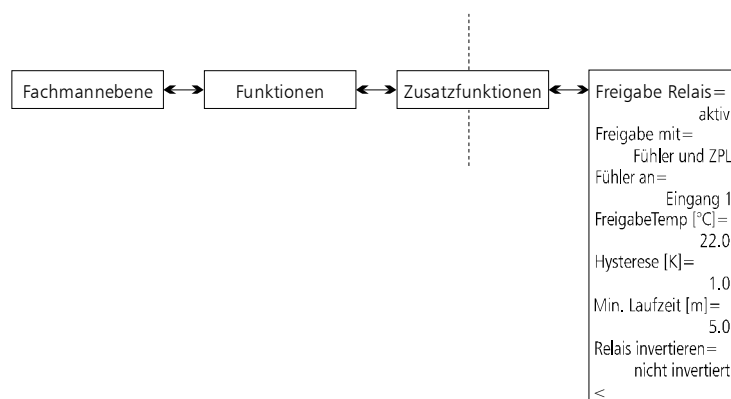 Fachmannebene
Funktionen
Zusatzfunktionen
Freigabe Relais=
aktiv
Freigabe mit=
Fühler und ZPL
Fühler an=
Eingang 1
FreigabeTemp [°C]=
22.0
Hysterese [K]=
1.0
Min. Laufzeit [m]=
5.0
Relais invertieren=
nicht invertiert
<